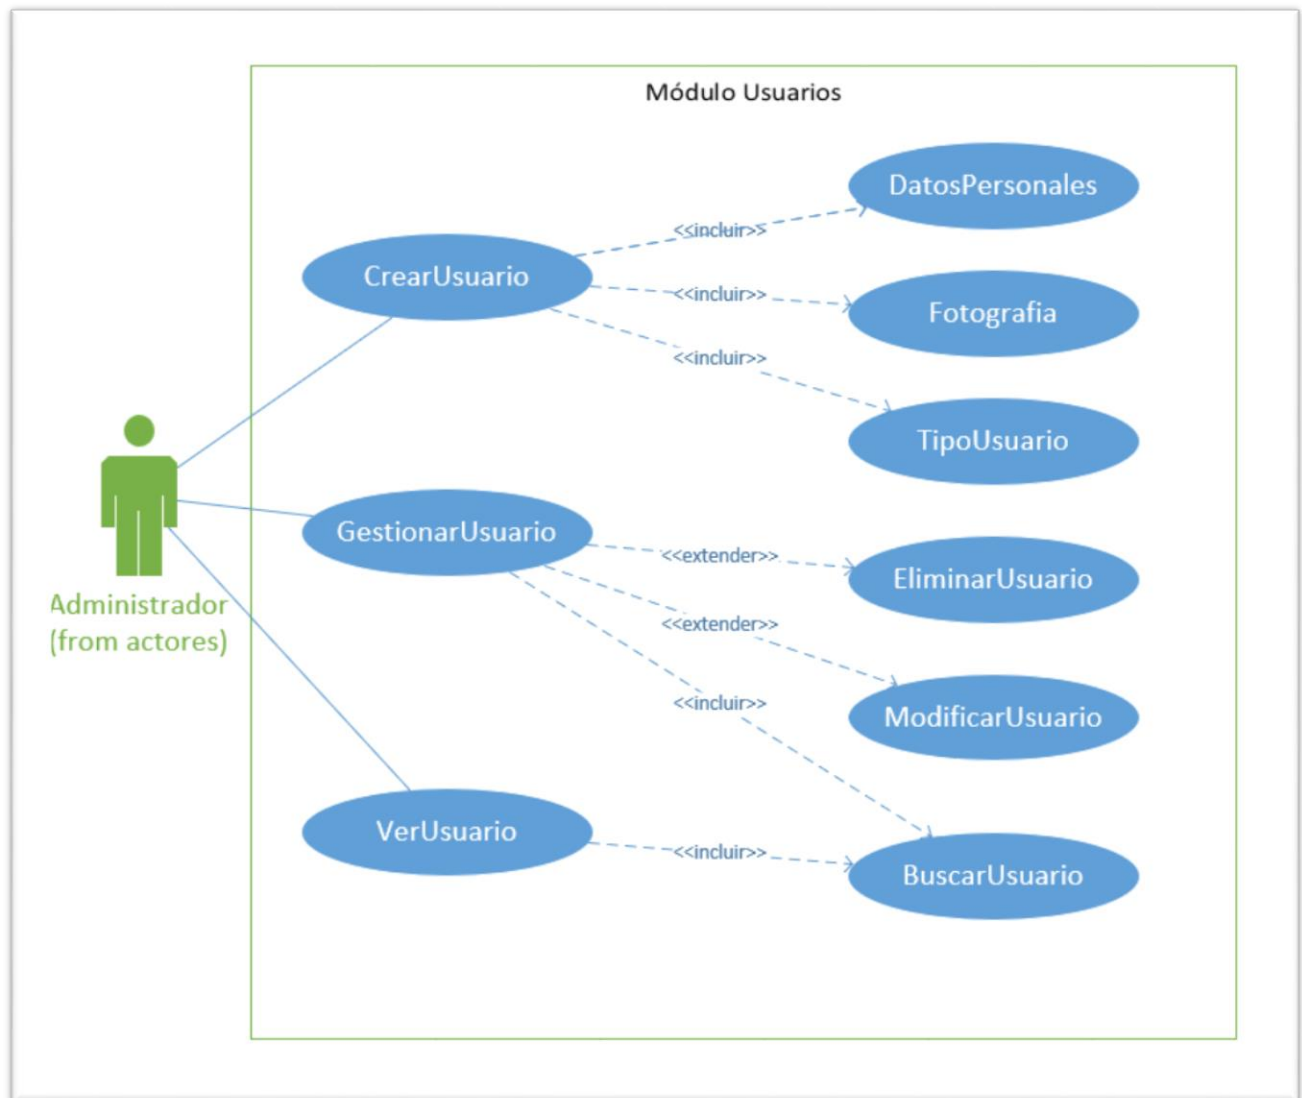 Módulo Usuarios
DatosPersonales
<<incluir>>
CrearUsuario
<<incluir>>
Fotografia
<<incluir>>
TipoUsuario
GestionarUsuario
<<extender>>
EliminarUsuario
Administrador
(from actores)
<<extender>>
<<incluir>>
ModificarUsuario
VerUsuario
<<incluir>>
BuscarUsuario